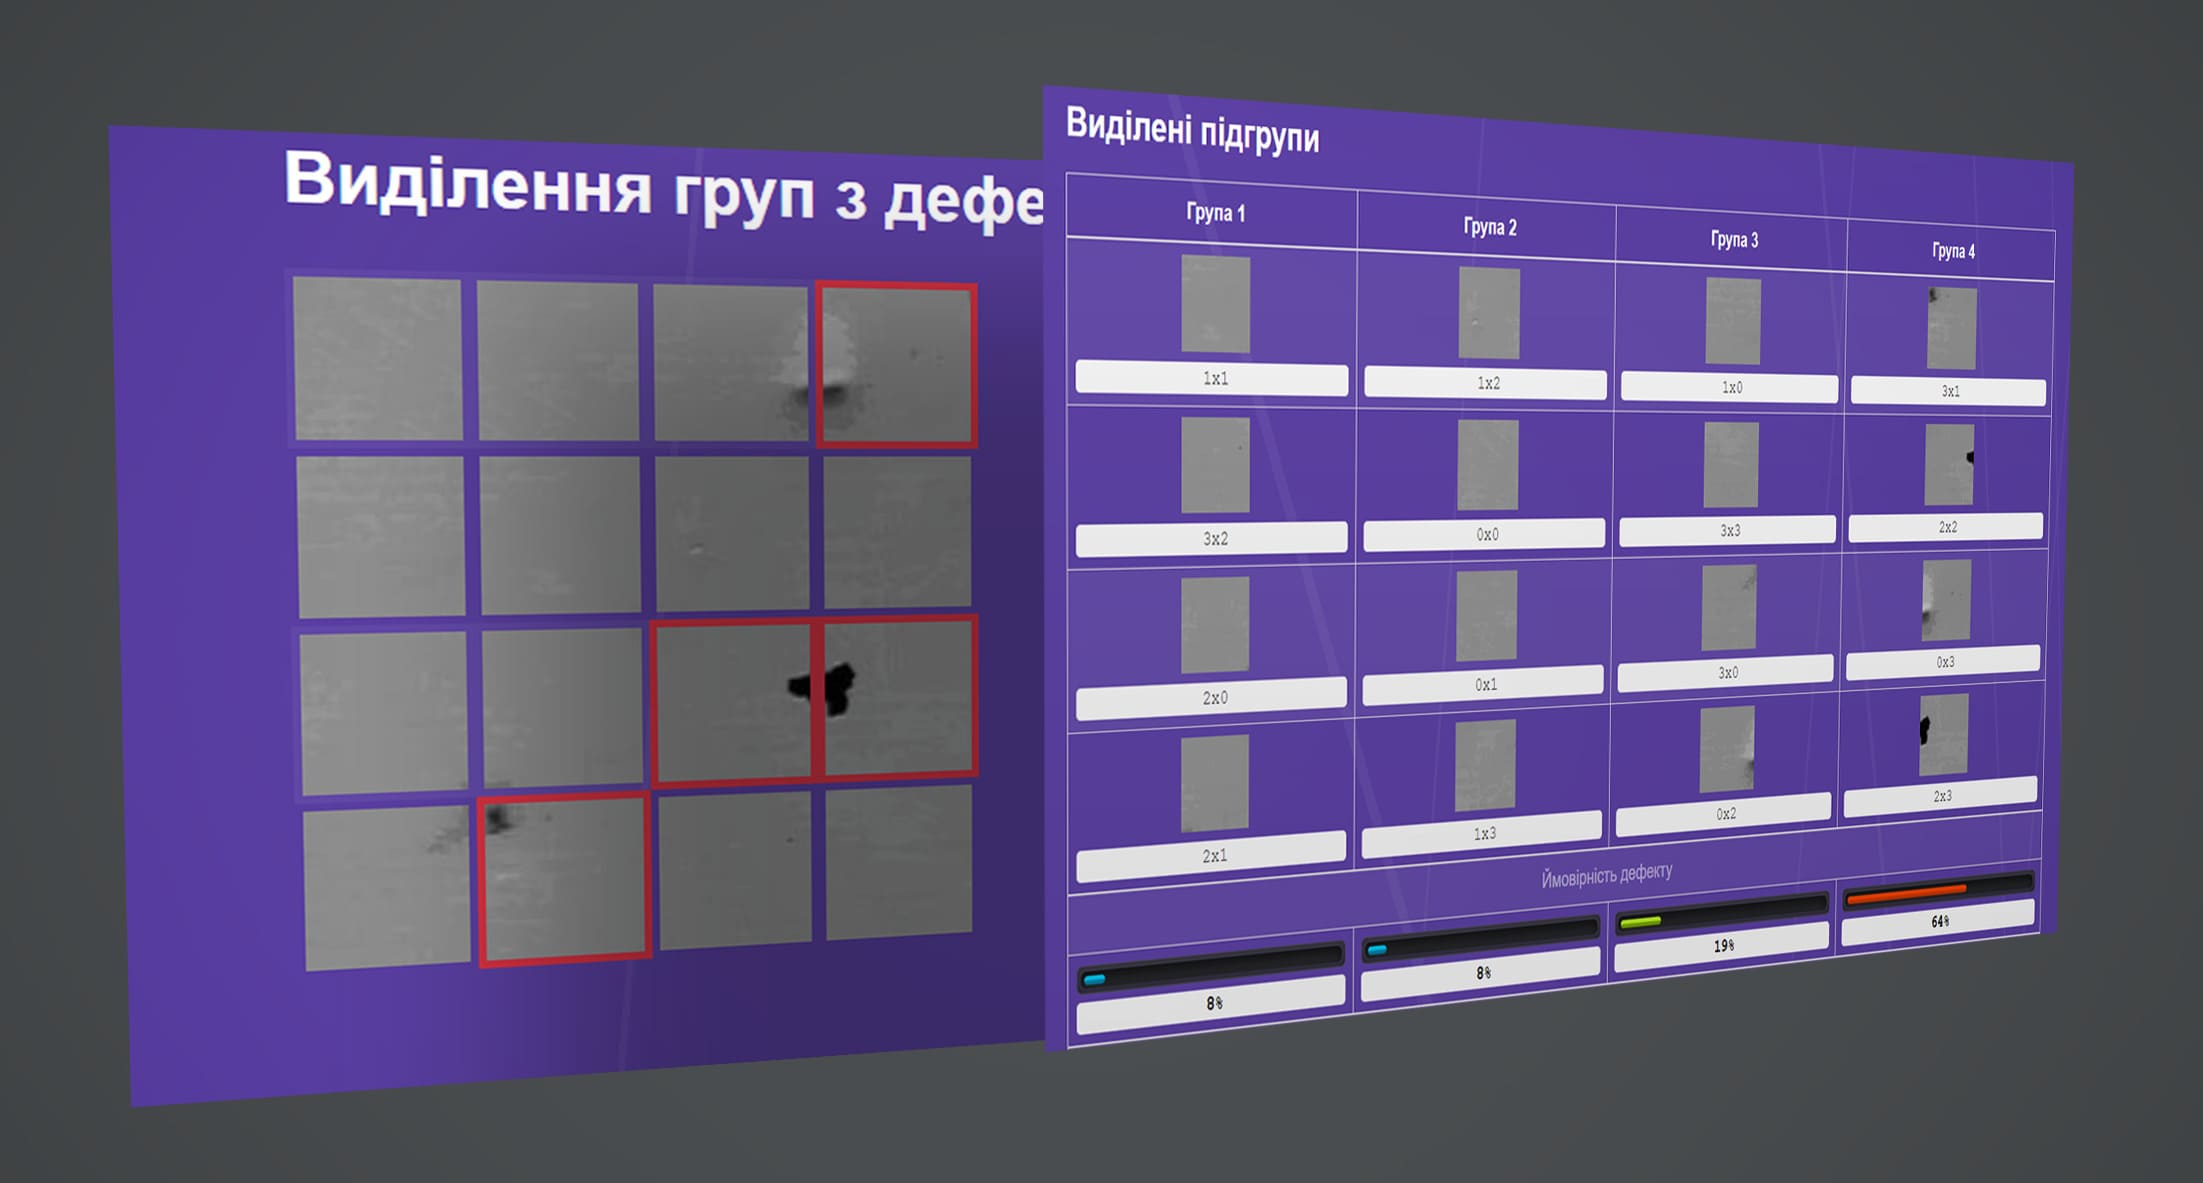 Виділення груп з дефе
Виділені підгрупи
Група 1 Група 2 Група 3 Група 4
1x1 1x2 1x0 3x1
3x2 0x0 3x3 2x2
2x0 0x1 3x0 0x3
2x1 1x3 0x2 2x3
Ймовірність дефекту
8% 8% 19% 64%